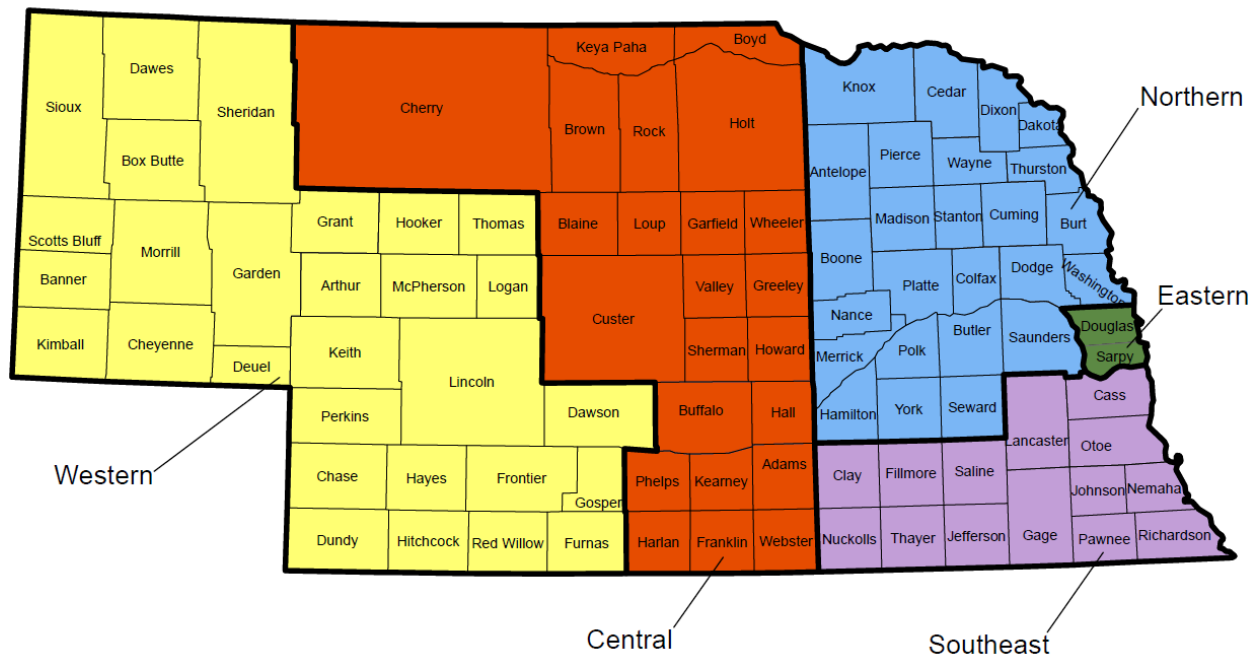 Boyd
Keya Paha
Dawes
Knox
Cedar
Northern
Sioux
Sheridan
Cherry
Dixon
Dakota
Brown
Rock
Holt
Box Butte
Pierce
Wayne
Thurston
Antelope
Grant
Hooker
Thomas
Blaine
Loup
Garfield
Wheeler
Madison
Stanton
Cuming
Burt
Scotts Bluff
Morrill
Garden
Boone
Dodge
Washington
Banner
Arthur
McPherson
Logan
Valley
Greeley
Platte
Colfax
Eastern
Custer
Nance
Douglas
Kimball
Cheyenne
Keith
Sherman
Howard
Merrick
Polk
Butler
Saunders
Sarpy
Deuel
Lincoln
Perkins
Dawson
Buffalo
Hall
Hamilton
York
Seward
Cass
Lancaster
Otoe
Western
Chase
Hayes
Frontier
Gosper
Phelps
Kearney
Adams
Clay
Fillmore
Saline
Johnson
Nemaha
Dundy
Hitchcock
Red Willow
Furnas
Harlan
Franklin
Webster
Nuckolls
Thayer
Jefferson
Gage
Pawnee
Richardson
Central
Southeast